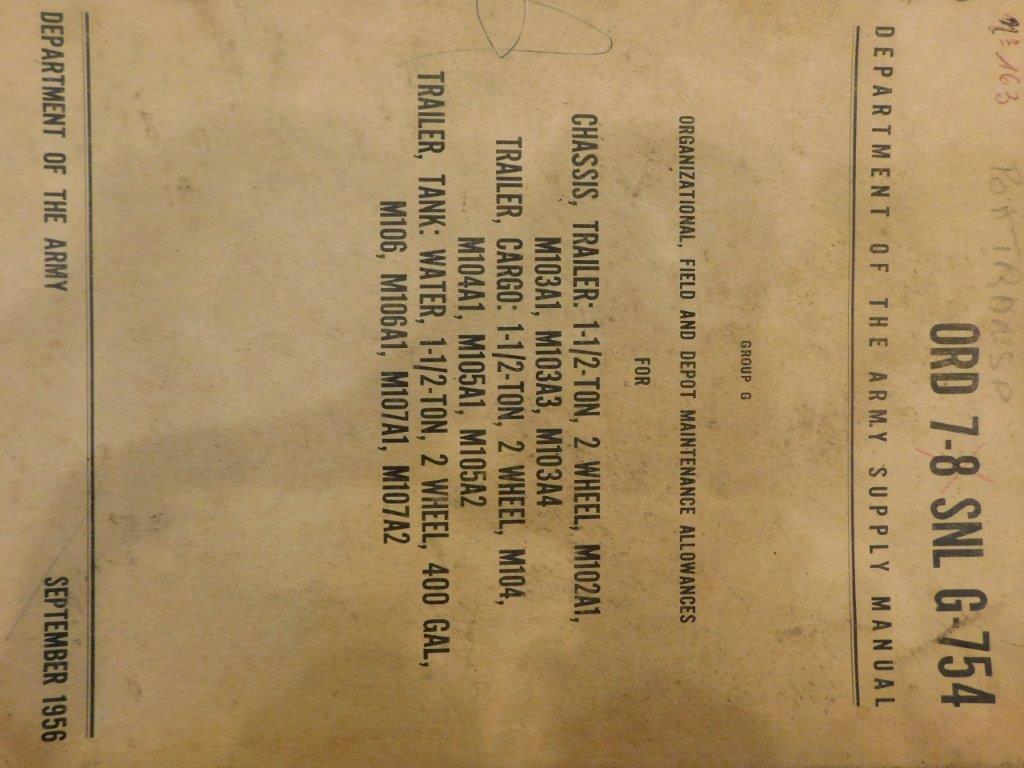 Nº 163
ORD 7-8 SNL G-754
DEPARTMENT OF THE ARMY SUPPLY MANUAL
GROUP G
ORGANIZATIONAL, FIELD AND DEPOT MAINTENANCE ALLOWANCES
FOR
CHASSIS, TRAILER: 1-1/2-TON, 2 WHEEL, M102A1,
M103A1, M103A3, M103A4
TRAILER, CARGO: 1-1/2-TON, 2 WHEEL, M104,
M104A1, M105A1, M105A2
TRAILER, TANK: WATER, 1-1/2-TON, 2 WHEEL, 400 GAL,
M106, M106A1, M107A1, M107A2
DEPARTMENT OF THE ARMY SEPTEMBER 1956